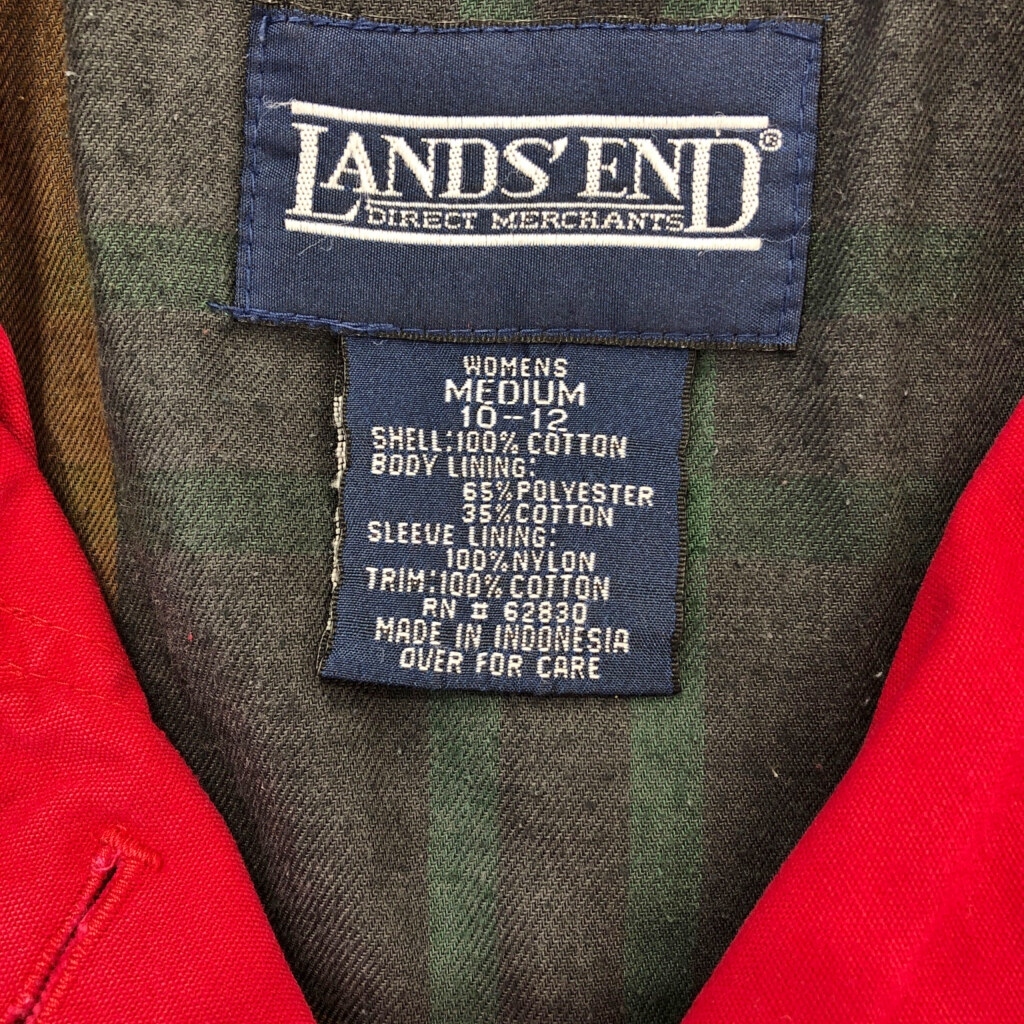 LANDS' END®
DIRECT MERCHANTS
WOMENS
MEDIUM
10-12
SHELL:100% COTTON
BODY LINING:
65% POLYESTER
35% COTTON
SLEEVE LINING:
100% NYLON
TRIM:100% COTTON
RN # 62830
MADE IN INDONESIA
OVER FOR CARE